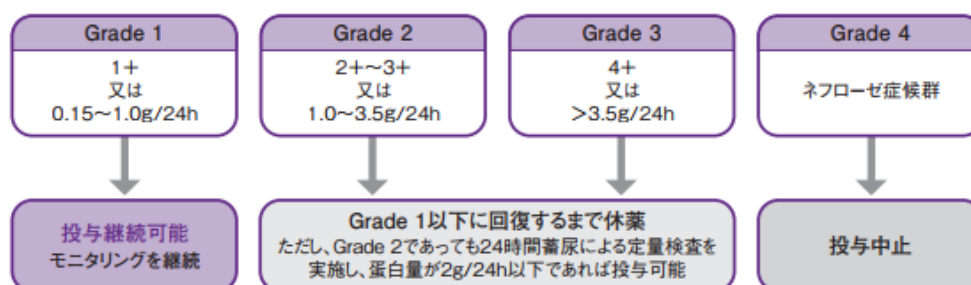 Grade 1
1+
又は
0.15～1.0g/24h
Grade 2
2+～3+
又は
1.0～3.5g/24h
Grade 3
4+
又は
>3.5g/24h
Grade 4
ネフローゼ症候群
投与継続可能
モニタリングを継続
Grade 1以下に回復するまで休薬
ただし、Grade 2であっても24時間蓄尿による定量検査を
実施し、蛋白量が2g/24h以下であれば投与可能
投与中止